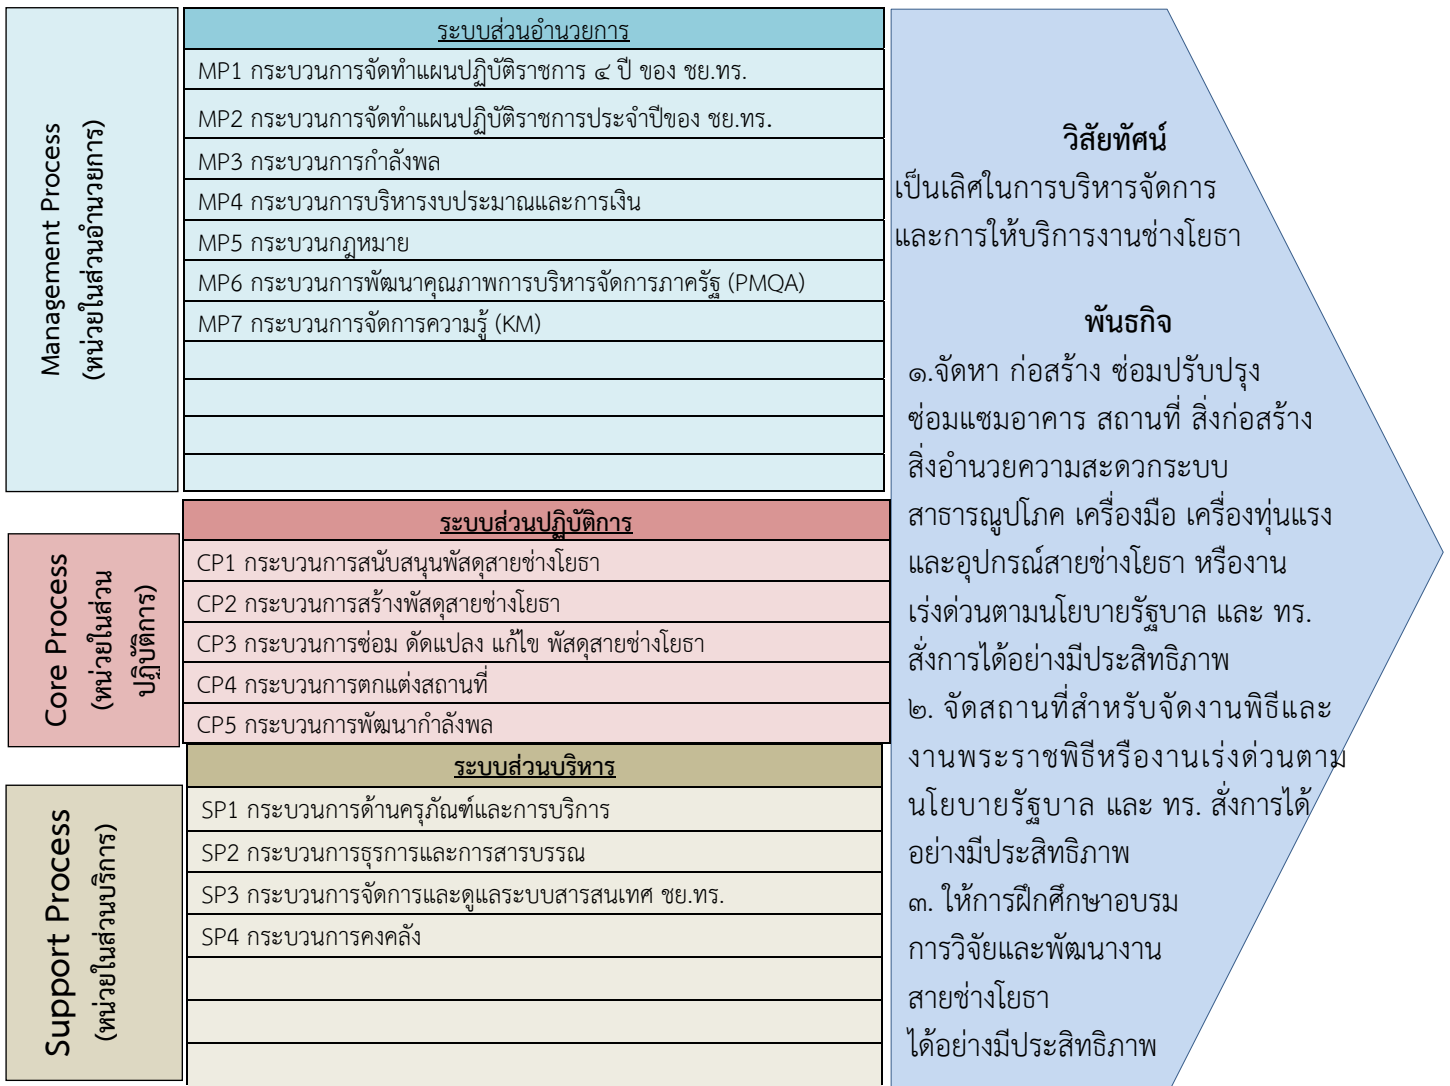 Management Process
(หน่วยในส่วนอำนวยการ)
ระบบส่วนอำนวยการ
MP1 กระบวนการจัดทำแผนปฏิบัติราชการ ๔ ปี ของ ชย.ทร.
MP2 กระบวนการจัดทำแผนปฏิบัติราชการประจำปีของ ชย.ทร.
MP3 กระบวนการกำลังพล
MP4 กระบวนการบริหารงบประมาณและการเงิน
MP5 กระบวนกฎหมาย
MP6 กระบวนการพัฒนาคุณภาพการบริหารจัดการภาครัฐ (PMQA)
MP7 กระบวนการจัดการความรู้ (KM)
Core Process
(หน่วยในส่วน
ปฏิบัติการ)
ระบบส่วนปฏิบัติการ
CP1 กระบวนการสนับสนุนพัสดุสายช่างโยธา
CP2 กระบวนการสร้างพัสดุสายช่างโยธา
CP3 กระบวนการซ่อม ดัดแปลง แก้ไข พัสดุสายช่างโยธา
CP4 กระบวนการตกแต่งสถานที่
CP5 กระบวนการพัฒนากำลังพล
Support Process
(หน่วยในส่วนบริการ)
ระบบส่วนบริหาร
SP1 กระบวนการด้านครุภัณฑ์และการบริการ
SP2 กระบวนการธุรการและการสารบรรณ
SP3 กระบวนการจัดการและดูแลระบบสารสนเทศ ชย.ทร.
SP4 กระบวนการคงคลัง
วิสัยทัศน์
เป็นเลิศในการบริหารจัดการ
และการให้บริการงานช่างโยธา
พันธกิจ
๑.จัดหา ก่อสร้าง ซ่อมปรับปรุง
ซ่อมแซมอาคาร สถานที่ สิ่งก่อสร้าง
สิ่งอำนวยความสะดวกระบบ
สาธารณูปโภค เครื่องมือ เครื่องทุ่นแรง
และอุปกรณ์สายช่างโยธา หรืองาน
เร่งด่วนตามนโยบายรัฐบาล และ ทร.
สั่งการได้อย่างมีประสิทธิภาพ
๒. จัดสถานที่สำหรับจัดงานพิธีและ
งานพระราชพิธีหรืองานเร่งด่วนตาม
นโยบายรัฐบาล และ ทร. สั่งการได้
อย่างมีประสิทธิภาพ
๓. ให้การฝึกศึกษาอบรม
การวิจัยและพัฒนางาน
สายช่างโยธา
ได้อย่างมีประสิทธิภาพ